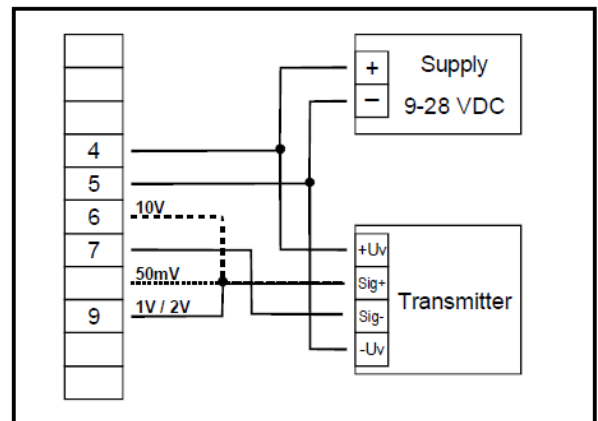 4
5
6
7
9
10V
50mV
1V / 2V
+
−
Supply
9-28 VDC
+Uv
Sig+
Sig-
-Uv
Transmitter